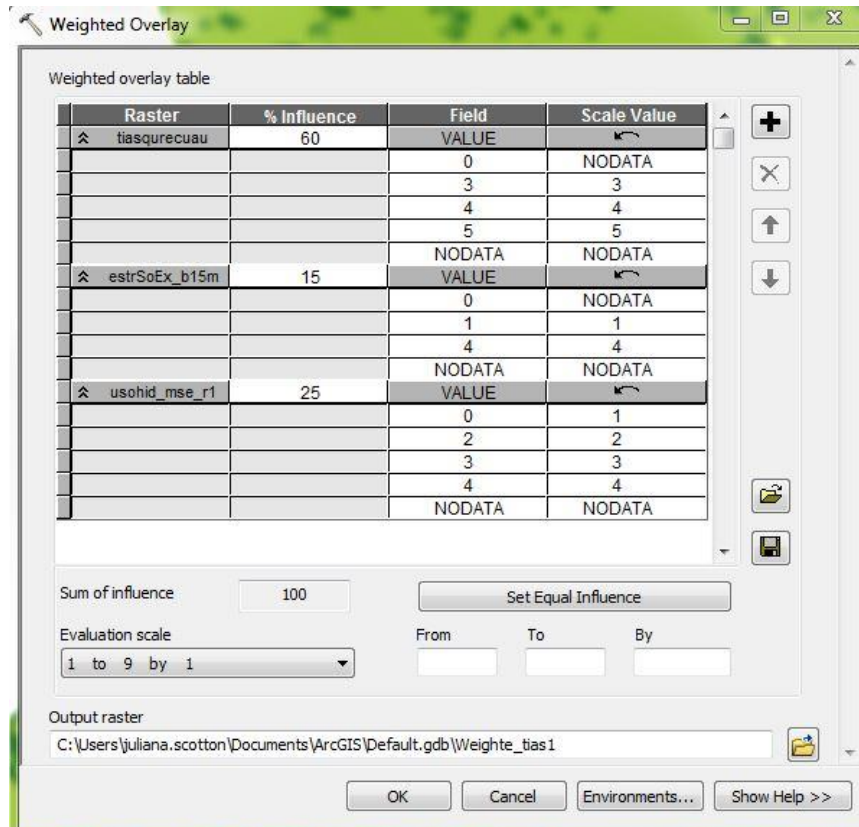 Weighted Overlay
Weighted overlay table
Raster % Influence Field Scale Value
tiasqurecuau 60 VALUE
0 NODATA
3 3
4 4
5 5
NODATA NODATA
estrSoEx_b15m 15 VALUE
0 NODATA
1 1
4 4
NODATA NODATA
usohid_mse_r1 25 VALUE
0 1
2 2
3 3
4 4
NODATA NODATA
Sum of influence 100 Set Equal Influence
Evaluation scale From To By
1 to 9 by 1
Output raster
C:\Users\juliana.scotton\Documents\ArcGIS\Default.gdb\Weighte_tias1
OK Cancel Environments... Show Help >>